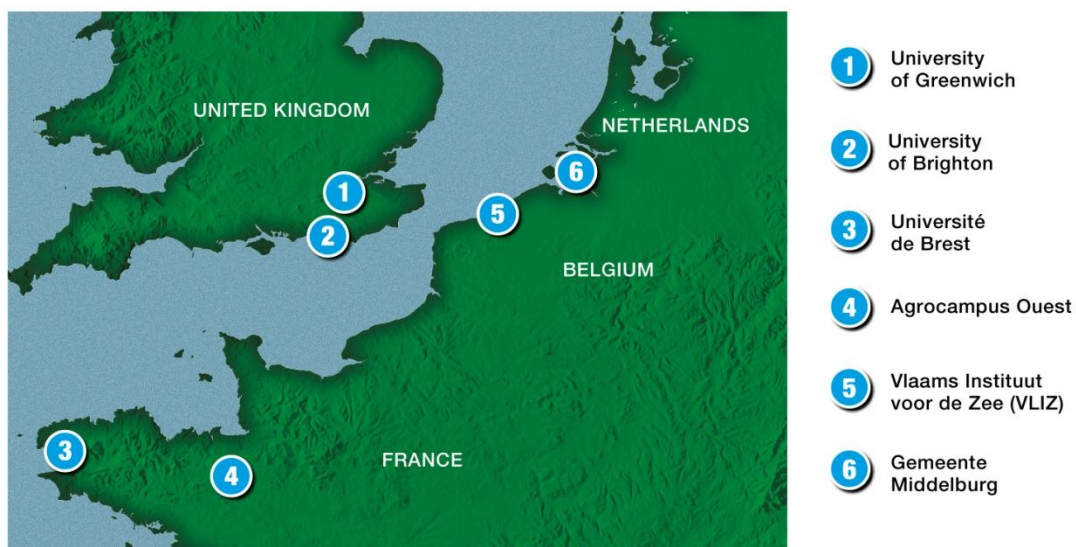 UNITED KINGDOM
NETHERLANDS
BELGIUM
FRANCE
1
2
3
4
5
6
1 University
of Greenwich
2 University
of Brighton
3 Université
de Brest
4 Agrocampus Ouest
5 Vlaams Instituut
voor de Zee (VLIZ)
6 Gemeente
Middelburg